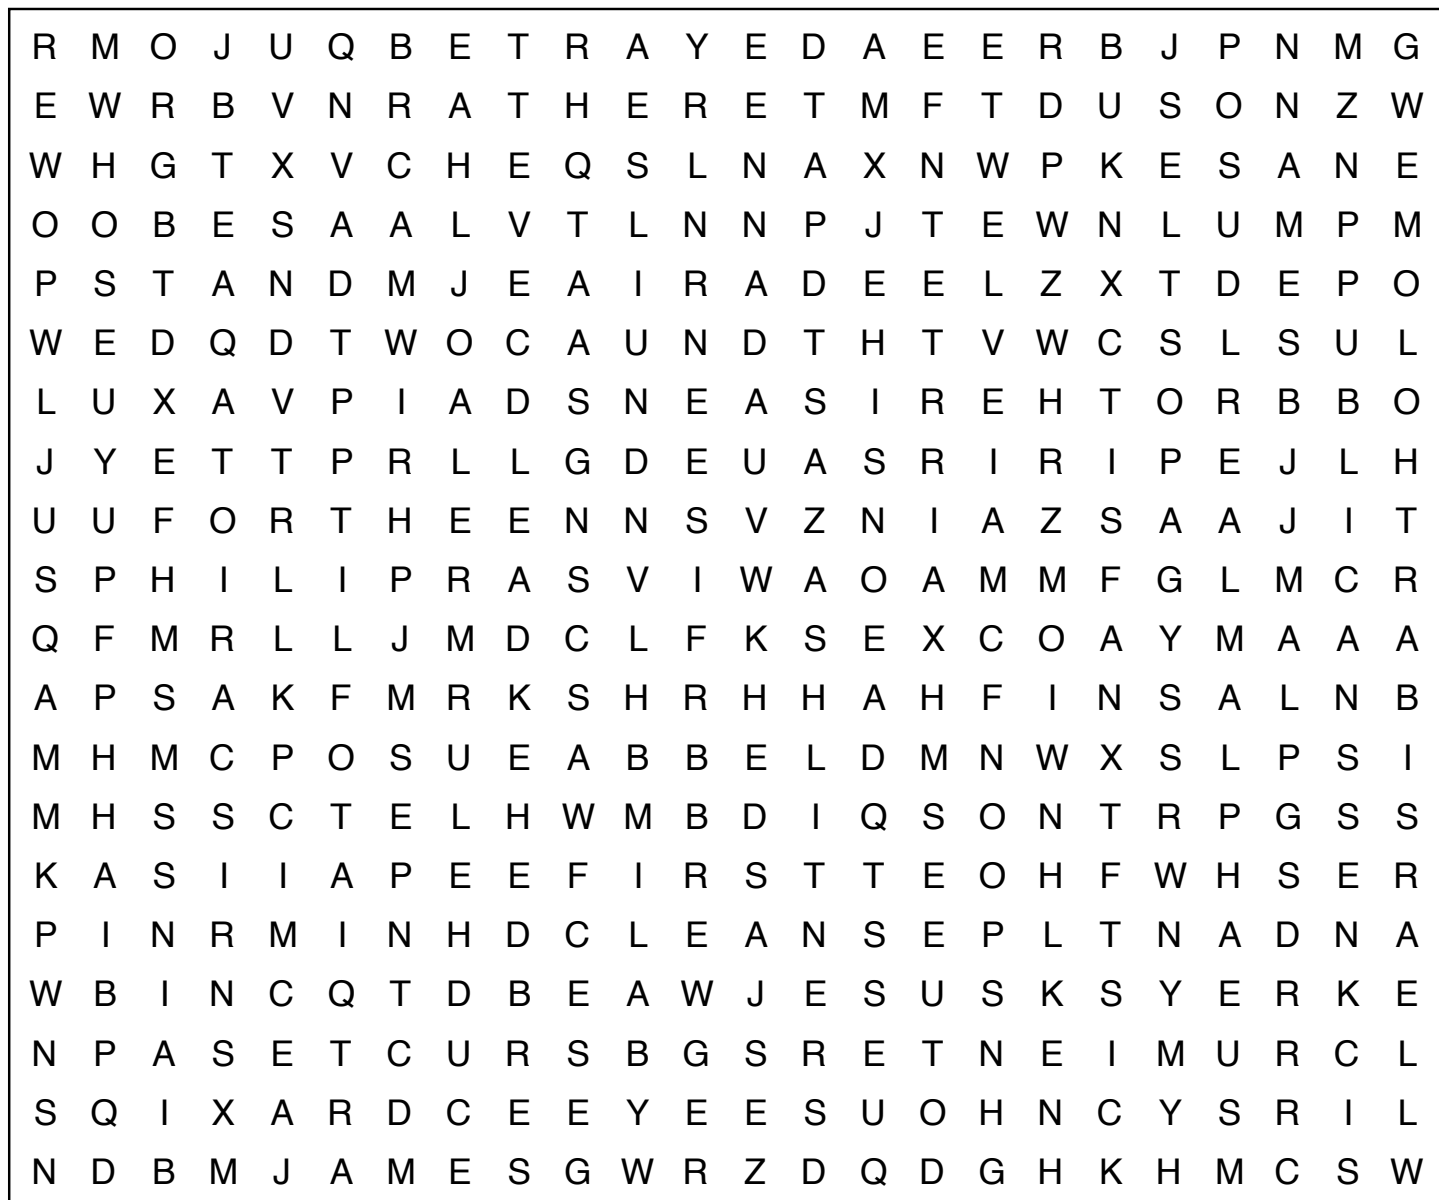 R M O J U Q B E T R A Y E D A E E R B J P N M G
E W R B V N R A T H E R E T M F T D U S O N Z W
W H G T X V C H E Q S L N A X N W P K E S A N E
O O B E S A A L V T L N N P J T E W N L U M P M
P S T A N D M J E A I R A D E E L Z X T D E P O
W E D Q D T W O C A U N D T H T V W C S L S U L
L U X A V P I A D S N E A S I R E H T O R B B O
J Y E T T P R L L G D E U A S R I R I P E J L H
U U F O R T H E E N N S V Z N I A Z S A A J I T
S P H I L I P R A S V I W A O A M M F G L M C R
Q F M R L L J M D C L F K S E X C O A Y M A A A
A P S A K F M R K S H R H H A H F I N S A L N B
M H M C P O S U E A B B E L D M N W X S L P S I
M H S S C T E L H W M B D I Q S O N T R P G S S
K A S I I A P E E F I R S T T E O H F W H S E R
P I N R M I N H D C L E A N S E P L T N A D N A
W B I N C Q T D B E A W J E S U S K S Y E R K E
N P A S E T C U R S B G S R E T N E I M U R C L
S Q I X A R D C E E Y E E S U O H N C Y S R I L
N D B M J A M E S G W R Z D Q D G H K H M C S W